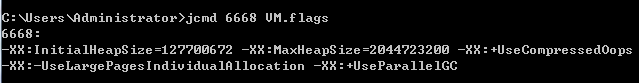 C:\Users\Administrator>jcmd 6668 VM.flags
6668:
-XX:InitialHeapSize=127700672 -XX:MaxHeapSize=2044723200 -XX:+UseCompressedOops
-XX:-UseLargePagesIndividualAllocation -XX:+UseParallelGC